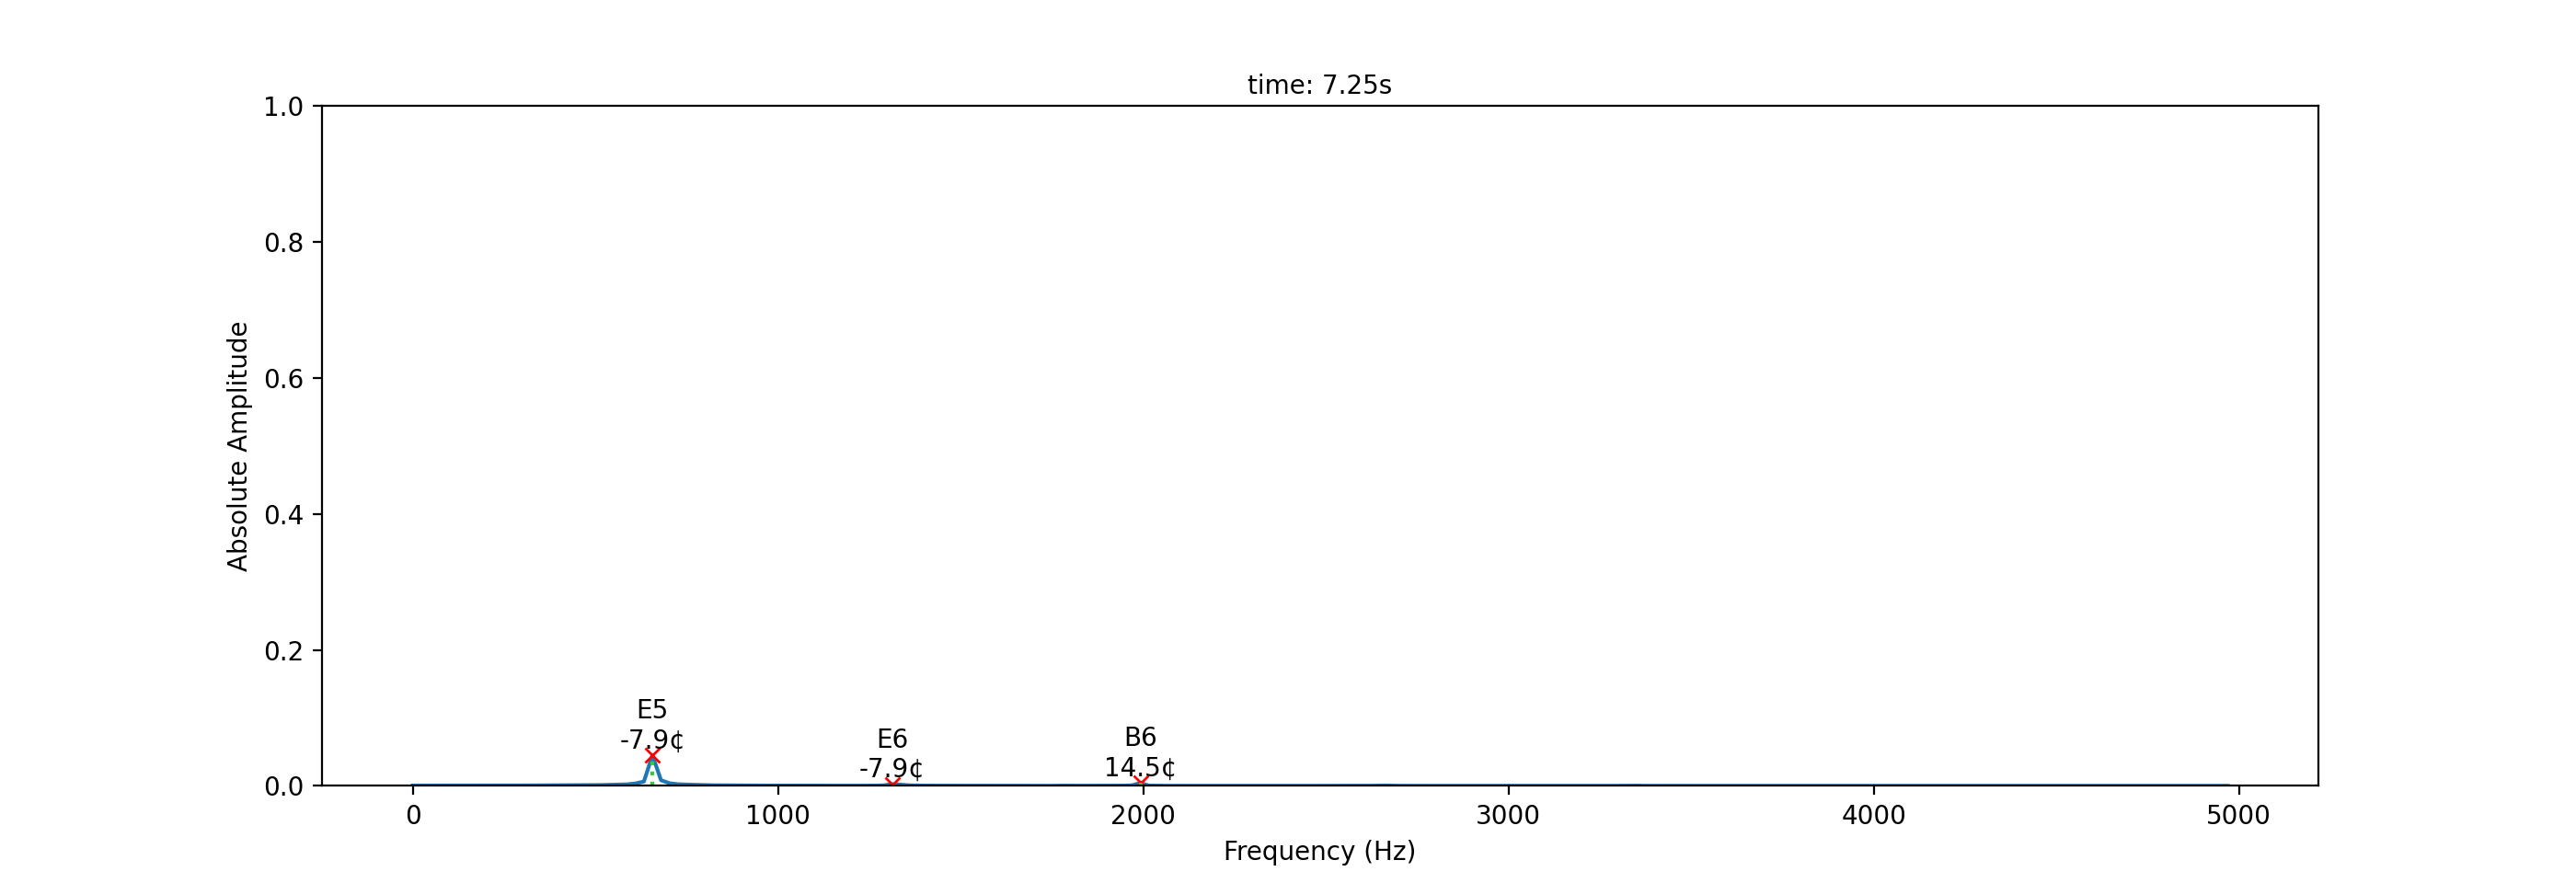 time: 7.25s
1.0
0.8
0.6
0.4
0.2
0.0
Absolute Amplitude
E5
-7.9¢
E6
-7.9¢
B6
14.5¢
0 1000 2000 3000 4000 5000
Frequency (Hz)